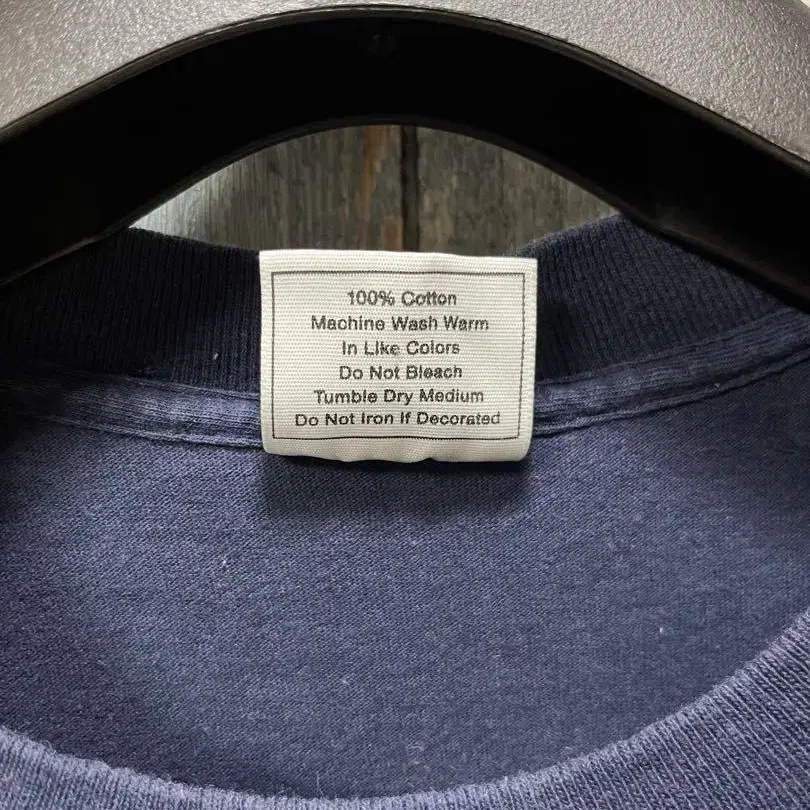 100% Cotton
Machine Wash Warm
In Like Colors
Do Not Bleach
Tumble Dry Medium
Do Not Iron If Decorated